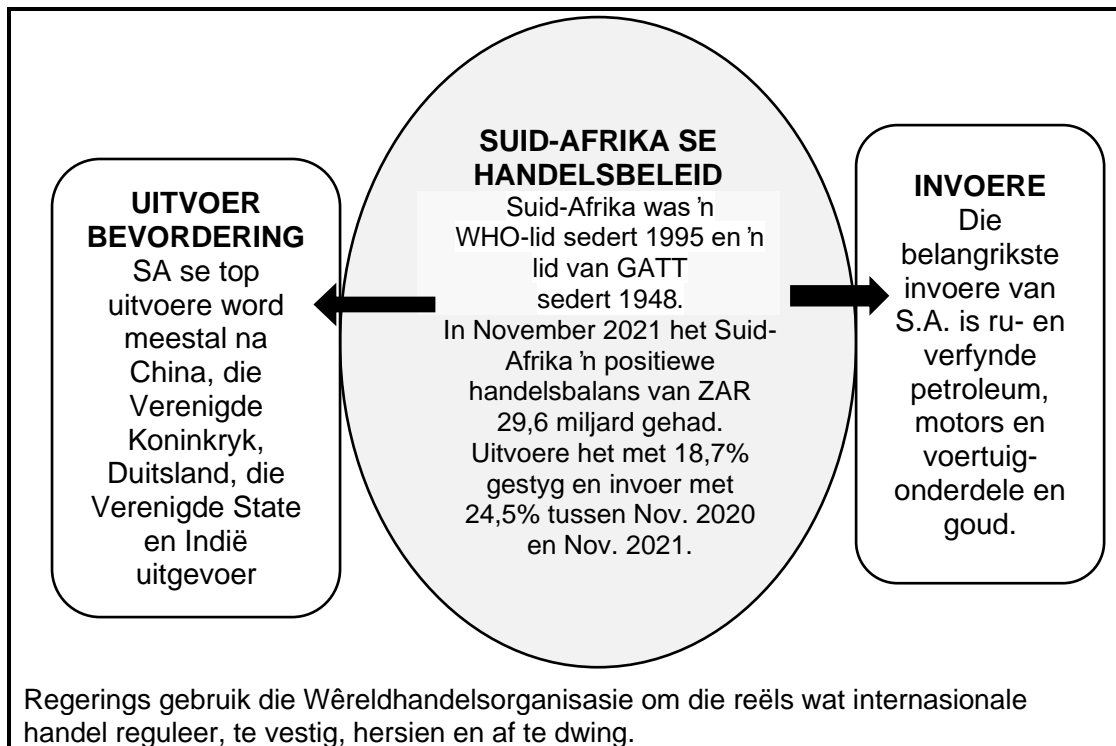 UITVOER
BEVORDERING
SA se top
uitvoere word
meestal na
China, die
Verenigde
Koninkryk,
Duitsland, die
Verenigde State
en Indië
uitgevoer
SUID-AFRIKA SE
HANDELSBELEID
Suid-Afrika was ’n
WHO-lid sedert 1995 en ’n
lid van GATT
sedert 1948.
In November 2021 het Suid-
Afrika ’n positiewe
handelsbalans van ZAR
29,6 miljard gehad.
Uitvoere het met 18,7%
gestyg en invoer met
24,5% tussen Nov. 2020
en Nov. 2021.
INVOERE
Die
belangrikste
invoere van
S.A. is ru- en
verfynde
petroleum,
motors en
voertuig-
onderdele en
goud.
Regerings gebruik die Wêreldhandelsorganisasie om die reëls wat internasionale
handel reguleer, te vestig, hersien en af te dwing.